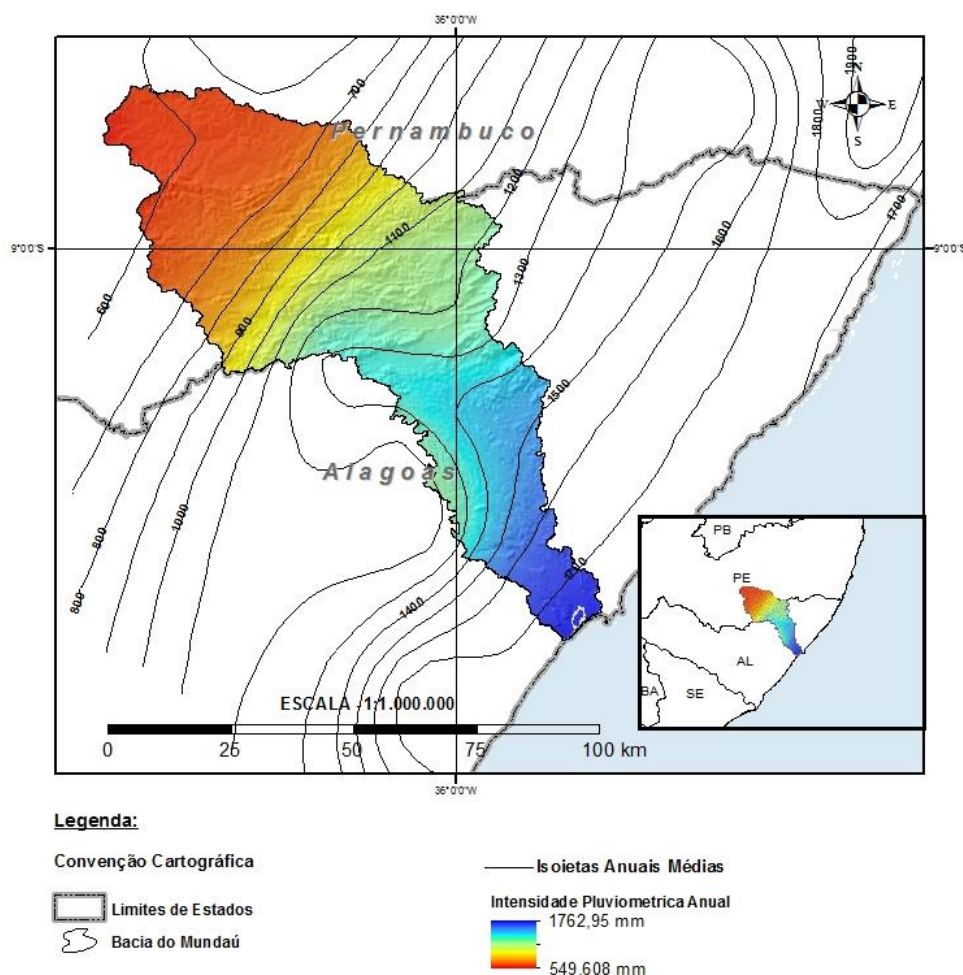 36°0'0"W
700
1900
N
W E
S
1800
Pernambuco
1200
1700
1100
1600
9°0'0"S
9°0'0"S
1300
600
900
1500
Alagoas
800
1000
800
1400
PB
PE
AL
BA
SE
ESCALA -1:1.000.000
0 25 50 75 100 km
36°0'0"W
Legenda:
Convenção Cartográfica
Isoietas Anuais Médias
Limites de Estados
Intensidade Pluviometrica Anual
Bacia do Mundaú
1762,95 mm
549,608 mm